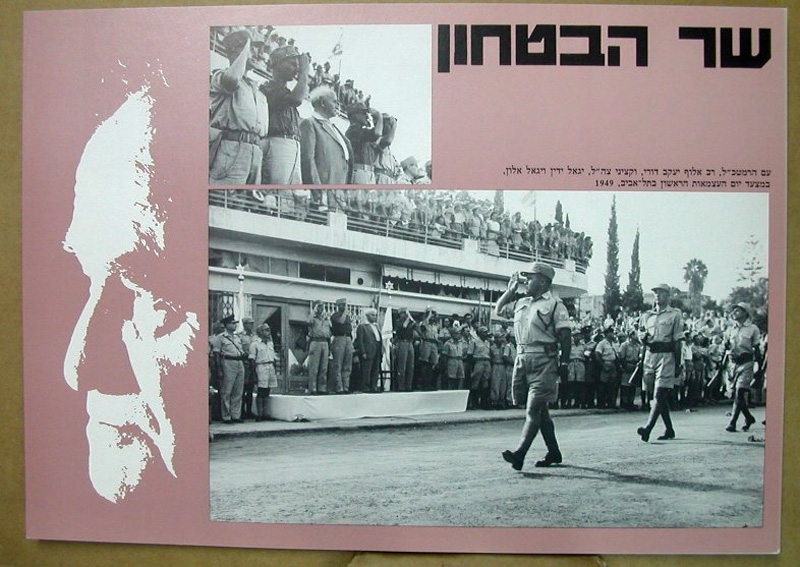 שר הבטחון
עם הרמטכ"ל, רב אלוף יעקב דורי, וקציני צה"ל, יגאל ידין ויגאל אלון,
במצעד יום העצמאות הראשון בתל־אביב, 1949